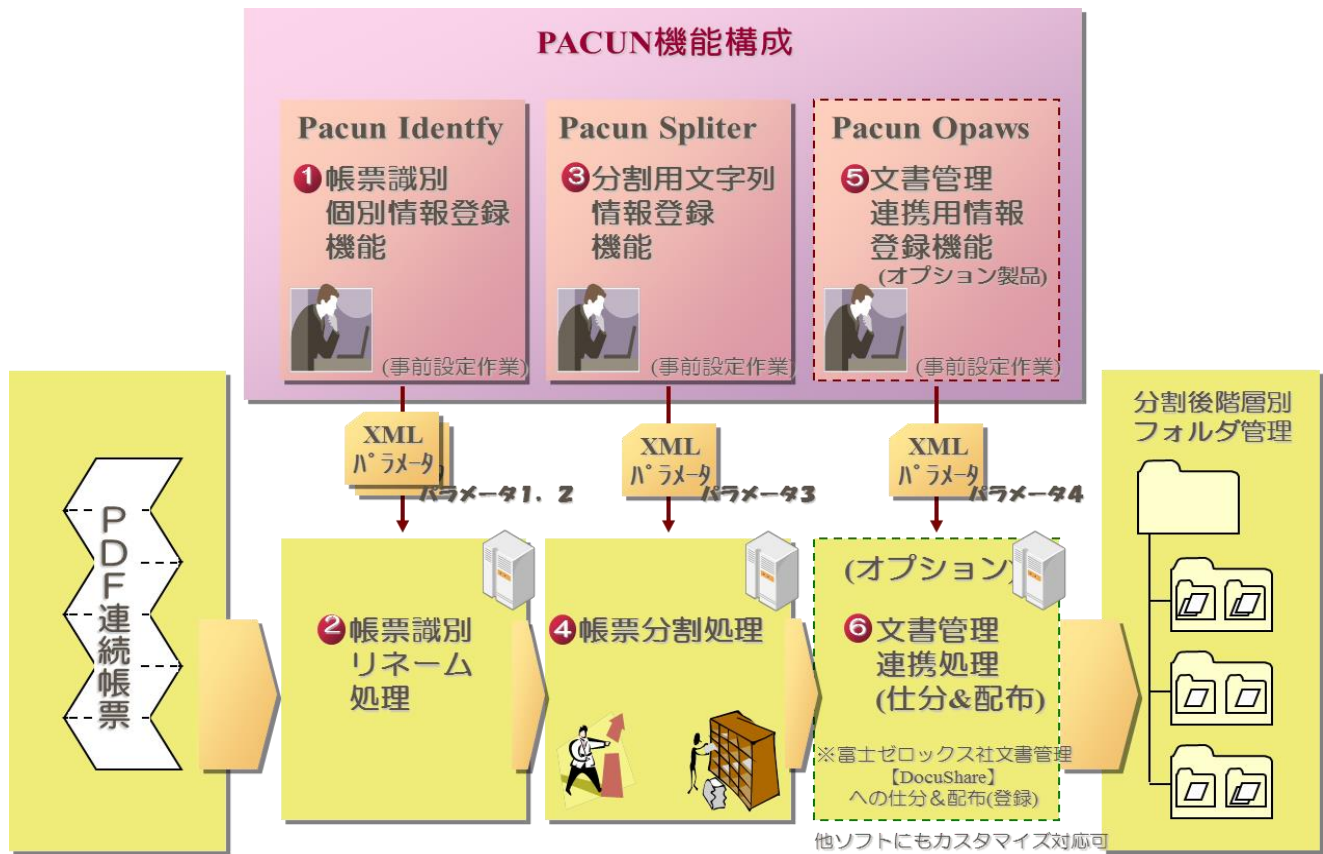 PACUN機能構成
Pacun Identfy
❶帳票識別
個別情報登録
機能
(事前設定作業)
Pacun Spliter
❸分割用文字列
情報登録
機能
(事前設定作業)
Pacun Opaws
❺文書管理
連携用情報
登録機能
(オプション製品)
(事前設定作業)
XML
ﾊﾟﾗﾒｰﾀ
パラメータ1．2
XML
ﾊﾟﾗﾒｰﾀ
パラメータ3
XML
ﾊﾟﾗﾒｰﾀ
パラメータ4
PDF連続帳票
❷帳票識別
リネーム
処理
❹帳票分割処理
(オプション)
❻文書管理
連携処理
(仕分&配布)
※富士ゼロックス社文書管理
【DocuShare】
への仕分＆配布(登録)
他ソフトにもカスタマイズ対応可
分割後階層別
フォルダ管理